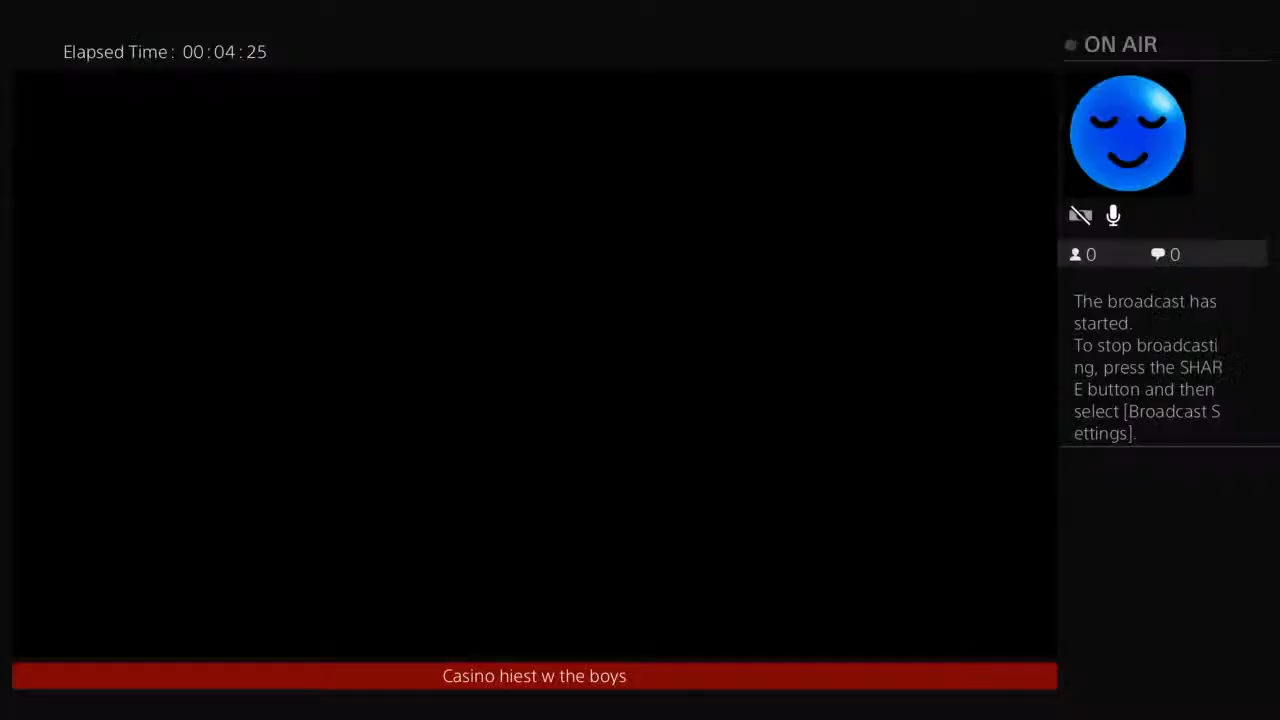 Elapsed Time: 00:04:25
ON AIR
0 0
The broadcast has
started.
To stop broadcasti
ng, press the SHAR
E button and then
select [Broadcast S
ettings].
Casino hiest w the boys